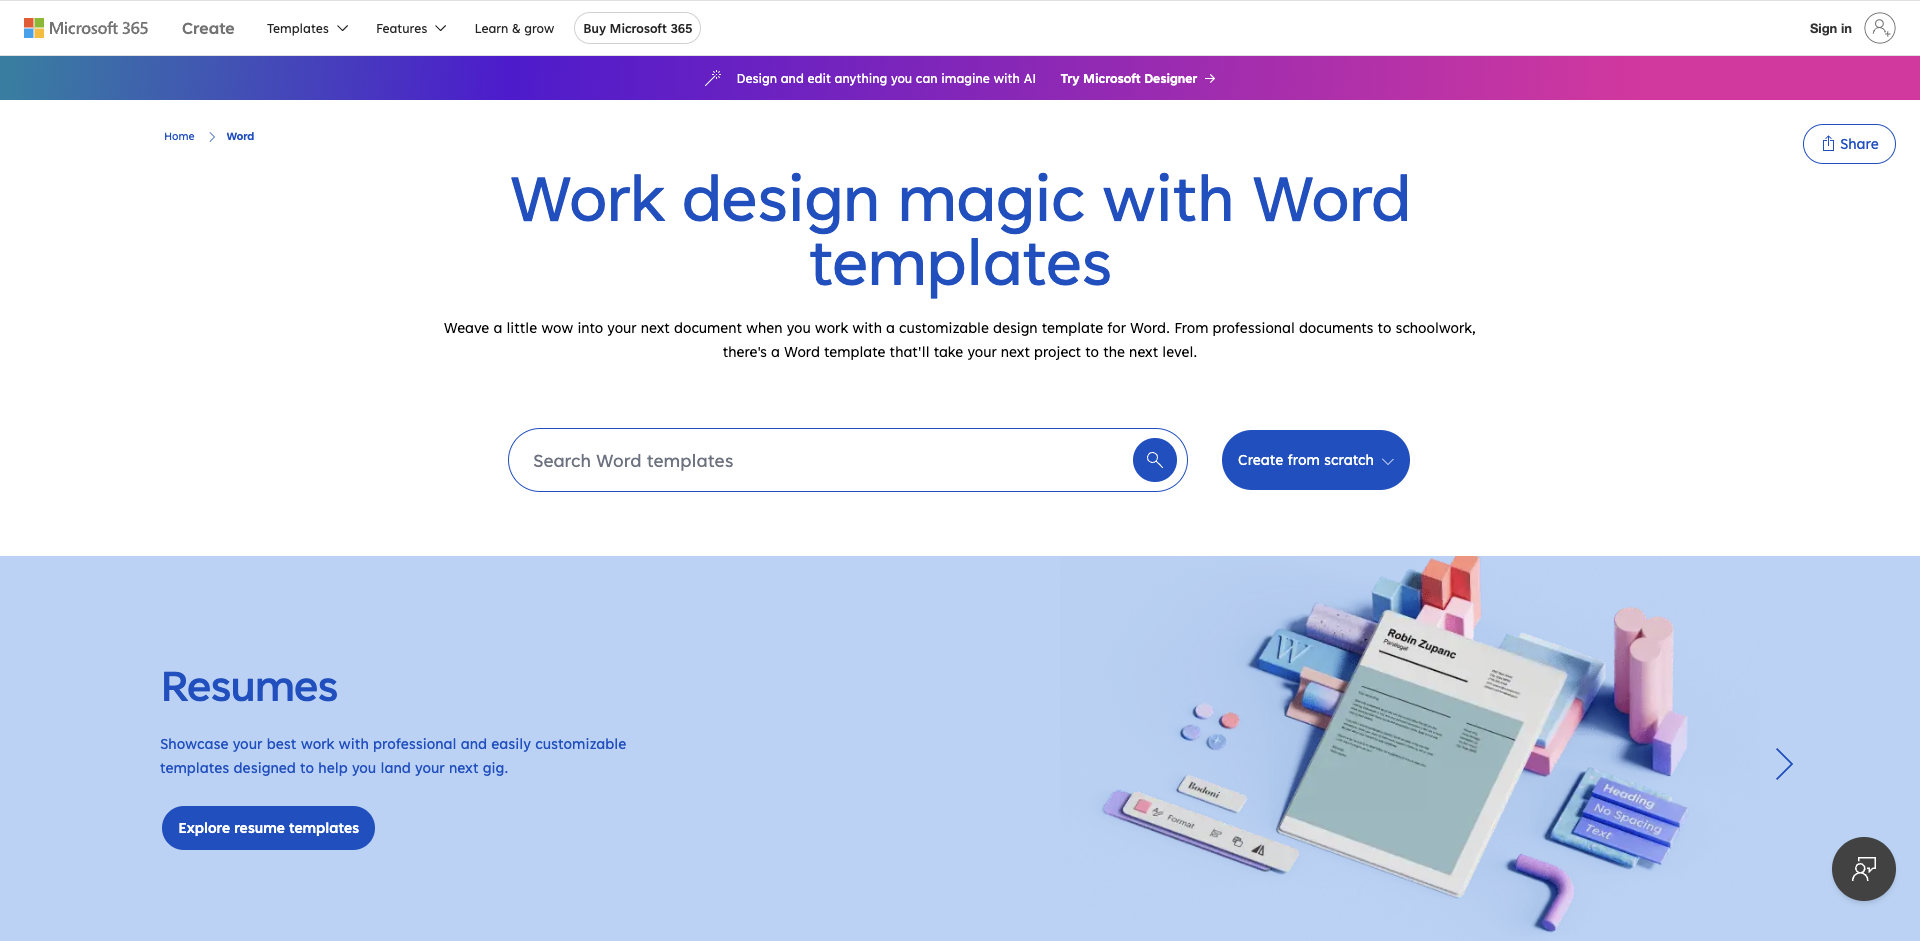 Microsoft 365
Create
Templates
Features
Learn & grow
Buy Microsoft 365
Sign in
Design and edit anything you can imagine with AI
Try Microsoft Designer →
Home
Word
Share
Work design magic with Word
templates
Weave a little wow into your next document when you work with a customizable design template for Word. From professional documents to schoolwork,
there's a Word template that'll take your next project to the next level.
Search Word templates
Create from scratch
Resumes
Showcase your best work with professional and easily customizable
templates designed to help you land your next gig.
Explore resume templates
W
Robin Zupanc
Paralegal
Bodoni
Format
Heading
No Spacing
Text